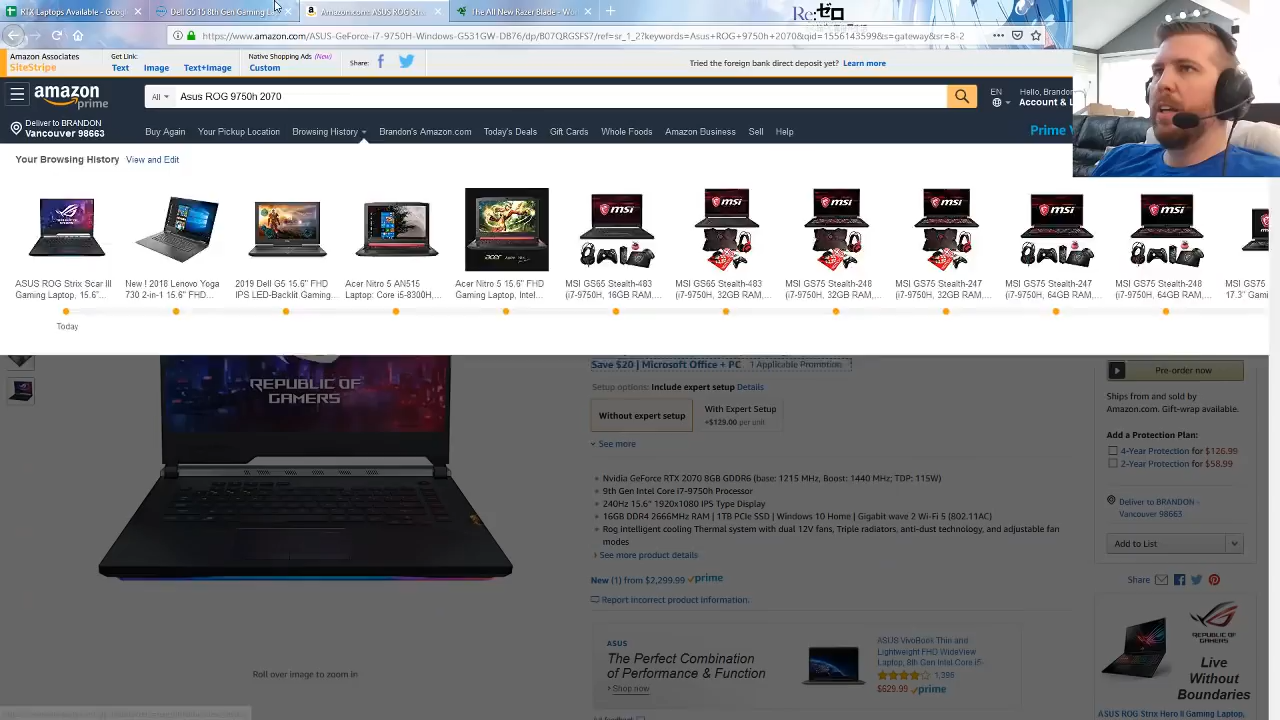 RTX Laptops Available - Googl
Dell G5 15 8th Gen Gaming La
Amazon.com: ASUS ROG Stri
The All New Razer Blade - Wo
Re:ゼロ
https://www.amazon.com/ASUS-GeForce-i7-9750H-Windows-G531GW-DB76/dp/B07QRGSFS7/ref=sr_1_2?keywords=Asus+ROG+9750h+2070&qid=1556143599&s=gateway&sr=8-2
Amazon Associates
SiteStripe
Get Link:
Text
Image
Text+Image
Native Shopping Ads (New)
Custom
Share:
Tried the foreign bank direct deposit yet? Learn more
amazon
prime
All
Asus ROG 9750h 2070
EN
Hello, Brandon
Account & L
Deliver to BRANDON
Vancouver 98663
Buy Again
Your Pickup Location
Browsing History
Brandon's Amazon.com
Today's Deals
Gift Cards
Whole Foods
Amazon Business
Sell
Help
Prime V
Your Browsing History View and Edit
ASUS ROG Strix Scar III
Gaming Laptop, 15.6"...
New ! 2018 Lenovo Yoga
730 2-in-1 15.6" FHD...
2019 Dell G5 15.6" FHD
IPS LED-Backlit Gaming...
Acer Nitro 5 AN515
Laptop: Core i5-8300H,...
Acer Nitro 5 15.6" FHD
Gaming Laptop, Intel...
MSI GS65 Stealth-483
(i7-9750H, 16GB RAM,...
MSI GS65 Stealth-483
(i7-9750H, 32GB RAM,...
MSI GS75 Stealth-248
(i7-9750H, 32GB RAM,...
MSI GS75 Stealth-247
(i7-9750H, 32GB RAM,...
MSI GS75 Stealth-247
(i7-9750H, 64GB RAM,...
MSI GS75 Stealth-248
(i7-9750H, 64GB RAM,...
MSI GS75
17.3" Gami
Today
REPUBLIC OF
GAMERS
Save $20 | Microsoft Office + PC 1 Applicable Promotion
Setup options: Include expert setup Details
Without expert setup
With Expert Setup
+$129.00 per unit
See more
Nvidia GeForce RTX 2070 8GB GDDR6 (base: 1215 MHz, Boost: 1440 MHz; TDP: 115W)
9th Gen Intel Core i7-9750h Processor
240Hz 15.6" 1920x1080 IPS Type Display
16GB DDR4 2666MHz RAM | 1TB PCIe SSD | Windows 10 Home | Gigabit wave 2 Wi-Fi 5 (802.11AC)
Rog intelligent cooling Thermal system with dual 12V fans, Triple radiators, anti-dust technology, and adjustable fan
modes
See more product details
New (1) from $2,299.99 prime
Report incorrect product information.
Roll over image to zoom in
ASUS
The Perfect Combination
of Performance & Function
Shop now
ASUS VivoBook Thin and
Lightweight FHD WideView
Laptop, 8th Gen Intel Core i5-
1,395
$629.99 prime
Pre-order now
Ships from and sold by
Amazon.com. Gift-wrap available.
Add a Protection Plan:
4-Year Protection for $126.99
2-Year Protection for $58.99
Deliver to BRANDON -
Vancouver 98663
Add to List
Share
REPUBLIC OF
GAMERS
Live
Without
Boundaries
ASUS ROG Strix Hero II Gaming Laptop,